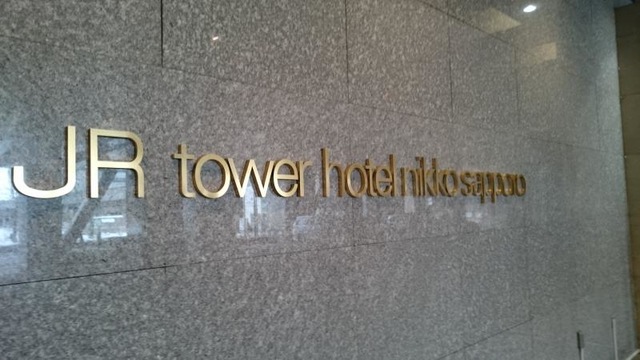 JR tower hotel nikko sapporo